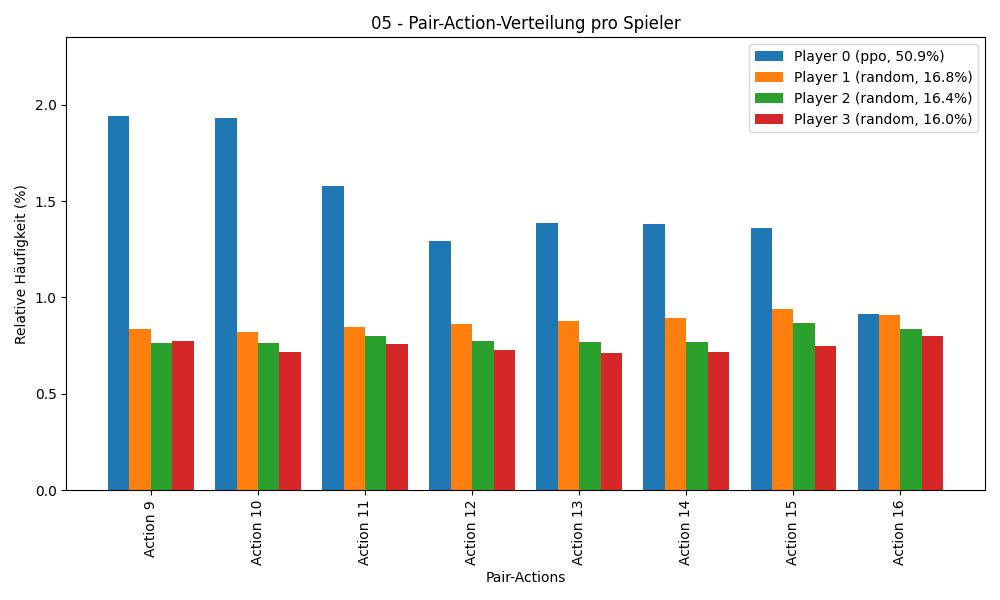 05 - Pair-Action-Verteilung pro Spieler
Player 0 (ppo, 50.9%)
Player 1 (random, 16.8%)
Player 2 (random, 16.4%)
Player 3 (random, 16.0%)
Relative Häufigkeit (%)
2.0
1.5
1.0
0.5
0.0
Action 9
Action 10
Action 11
Action 12
Action 13
Action 14
Action 15
Action 16
Pair-Actions